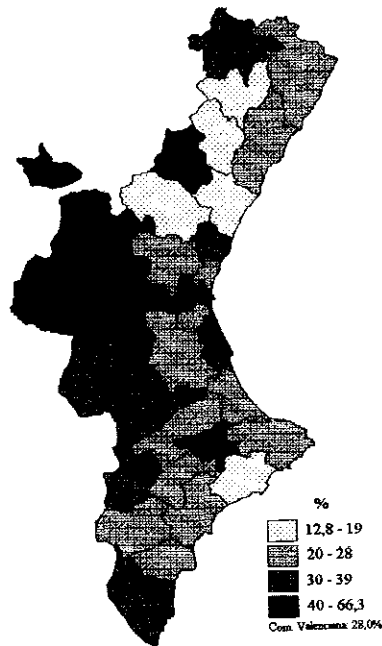 %
12,8 - 19
20 - 28
30 - 39
40 - 66,3
Com. Valenciana 28,0%